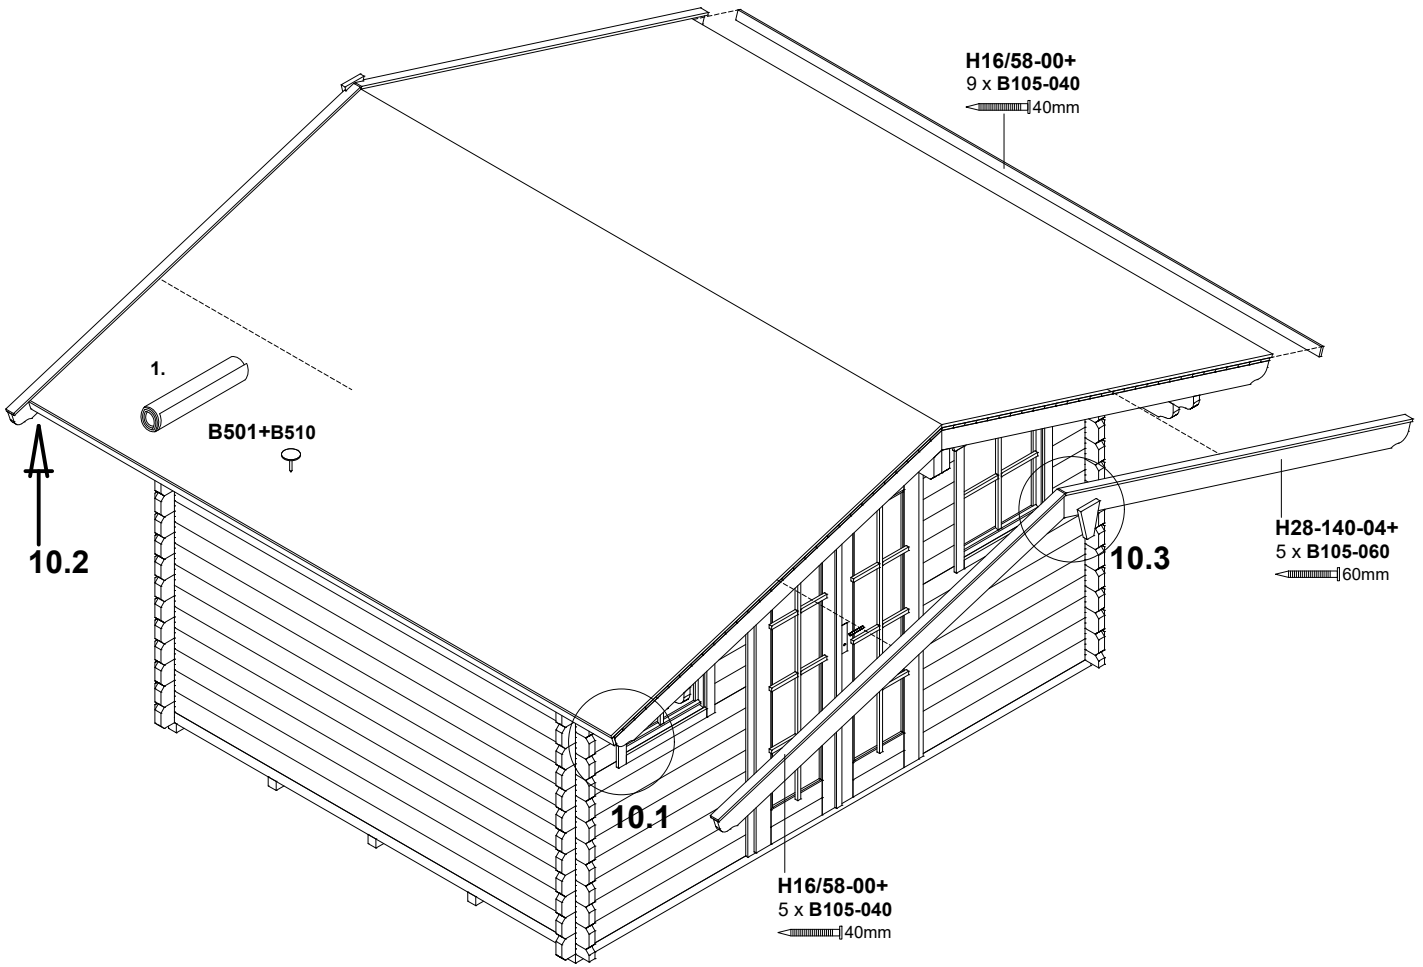 H16/58-00+
9 x B105-040
40mm
1.
B501+B510
10.2
10.3
H28-140-04+
5 x B105-060
60mm
10.1
H16/58-00+
5 x B105-040
40mm